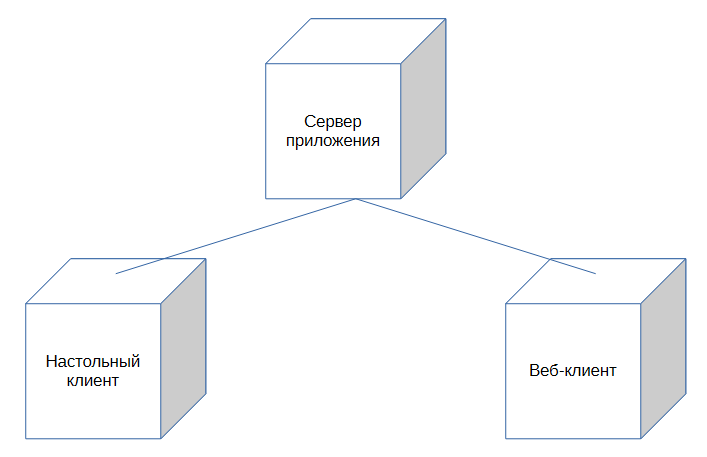 Сервер
приложения
Настольный
клиент
Веб-клиент